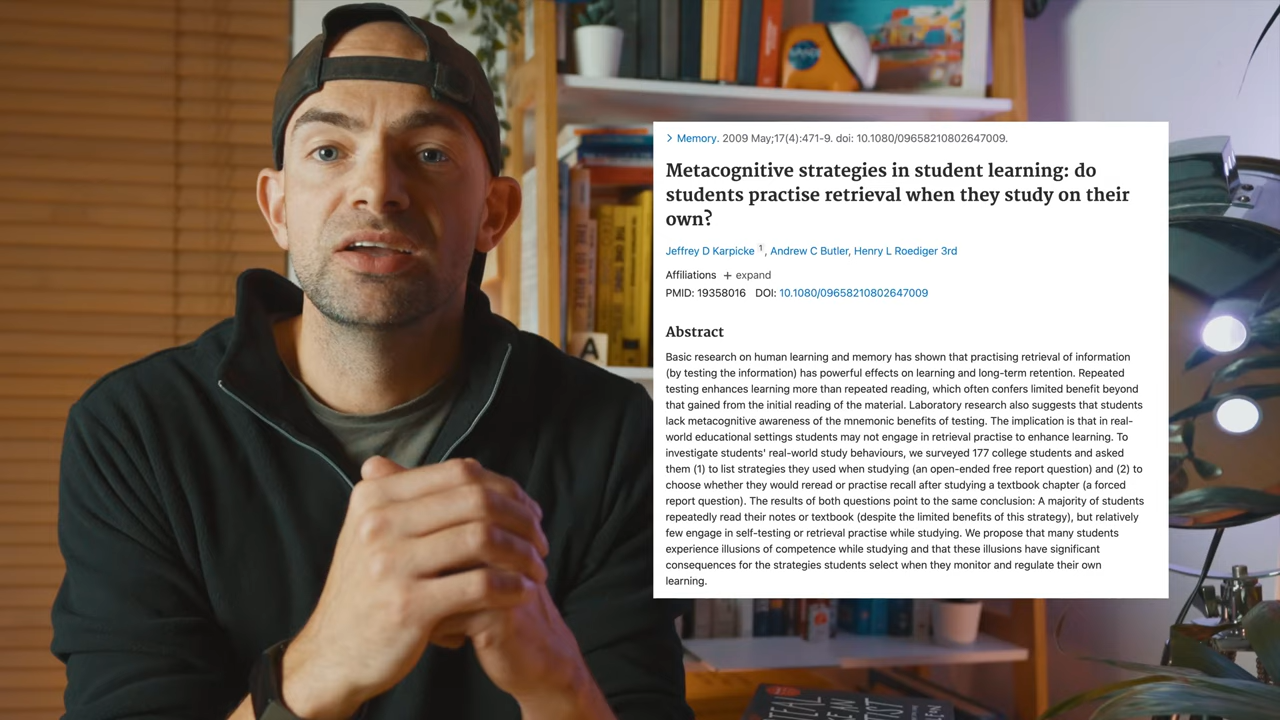 > Memory. 2009 May;17(4):471-9. doi: 10.1080/09658210802647009.
Metacognitive strategies in student learning: do
students practise retrieval when they study on their
own?
Jeffrey D Karpicke 1, Andrew C Butler, Henry L Roediger 3rd
Affiliations + expand
PMID: 19358016 DOI: 10.1080/09658210802647009
Abstract
Basic research on human learning and memory has shown that practising retrieval of information
(by testing the information) has powerful effects on learning and long-term retention. Repeated
testing enhances learning more than repeated reading, which often confers limited benefit beyond
that gained from the initial reading of the material. Laboratory research also suggests that students
lack metacognitive awareness of the mnemonic benefits of testing. The implication is that in real-
world educational settings students may not engage in retrieval practise to enhance learning. To
investigate students' real-world study behaviours, we surveyed 177 college students and asked
them (1) to list strategies they used when studying (an open-ended free report question) and (2) to
choose whether they would reread or practise recall after studying a textbook chapter (a forced
report question). The results of both questions point to the same conclusion: A majority of students
repeatedly read their notes or textbook (despite the limited benefits of this strategy), but relatively
few engage in self-testing or retrieval practise while studying. We propose that many students
experience illusions of competence while studying and that these illusions have significant
consequences for the strategies students select when they monitor and regulate their own
learning.
A